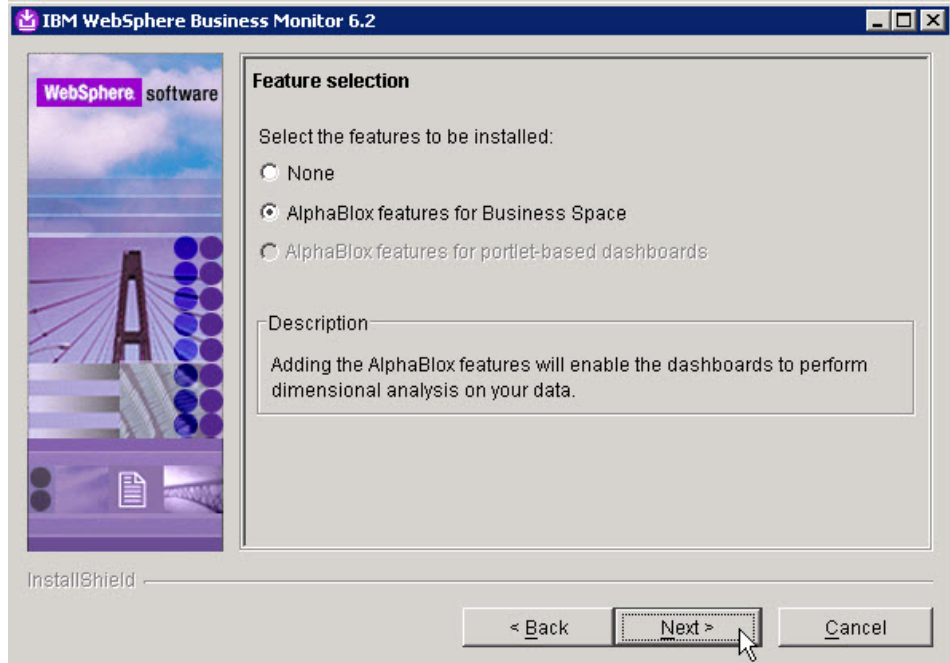 IBM WebSphere Business Monitor 6.2
WebSphere software
Feature selection
Select the features to be installed:
None
AlphaBlox features for Business Space
AlphaBlox features for portlet-based dashboards
Description
Adding the AlphaBlox features will enable the dashboards to perform
dimensional analysis on your data.
InstallShield
< Back
Next >
Cancel